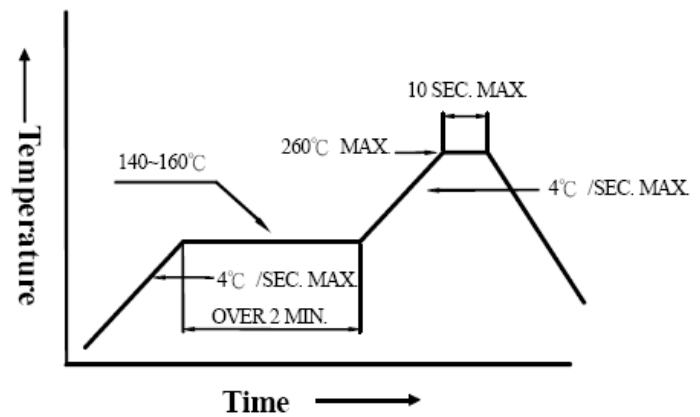 10 SEC. MAX.
260℃ MAX.
140~160℃
4℃ /SEC. MAX.
4℃ /SEC. MAX.
OVER 2 MIN.
Temperature
Time